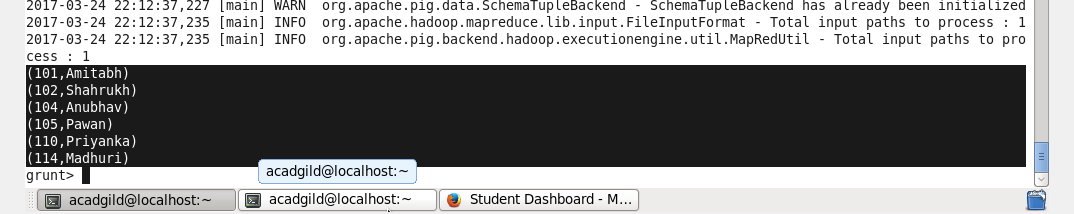 2017-03-24 22:12:37,227 [main] WARN  org.apache.pig.data.SchemaTupleBackend - SchemaTupleBackend has already been initialized
2017-03-24 22:12:37,235 [main] INFO  org.apache.hadoop.mapreduce.lib.input.FileInputFormat - Total input paths to process : 1
2017-03-24 22:12:37,235 [main] INFO  org.apache.pig.backend.hadoop.executionengine.util.MapRedUtil - Total input paths to pro
cess : 1
(101,Amitabh)
(102,Shahrukh)
(104,Anubhav)
(105,Pawan)
(110,Priyanka)
(114,Madhuri)
acadgild@localhost:~
grunt>
acadgild@localhost:~ acadgild@localhost:~ Student Dashboard - M...